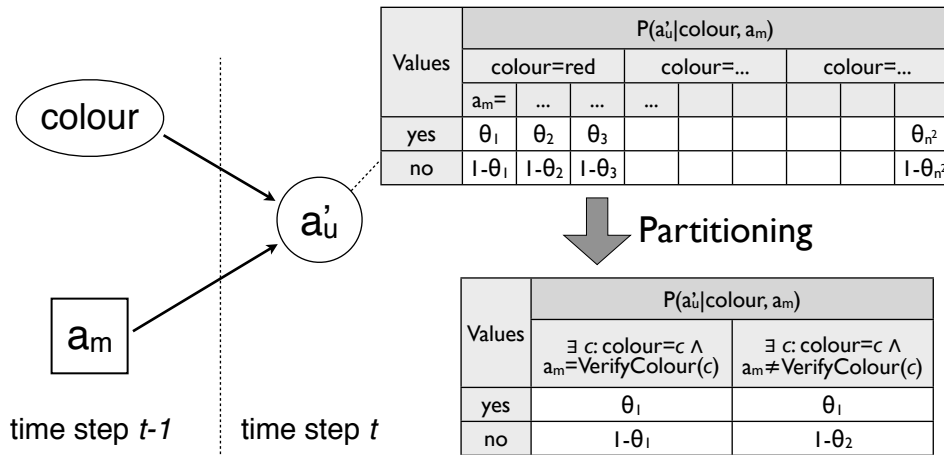 P(a'ᵤ|colour, aₘ)
Values
colour=red colour=... colour=...
aₘ= ... ... ...
yes θ₁ θ₂ θ₃ θₙ²
no 1-θ₁ 1-θ₂ 1-θ₃ 1-θₙ²
colour
a'ᵤ
aₘ
Partitioning
P(a'ᵤ|colour, aₘ)
Values
∃ c: colour=c ∧ ∃ c: colour=c ∧
aₘ=VerifyColour(c) aₘ≠VerifyColour(c)
yes θ₁ θ₁
no 1-θ₁ 1-θ₂
time step t-1 time step t